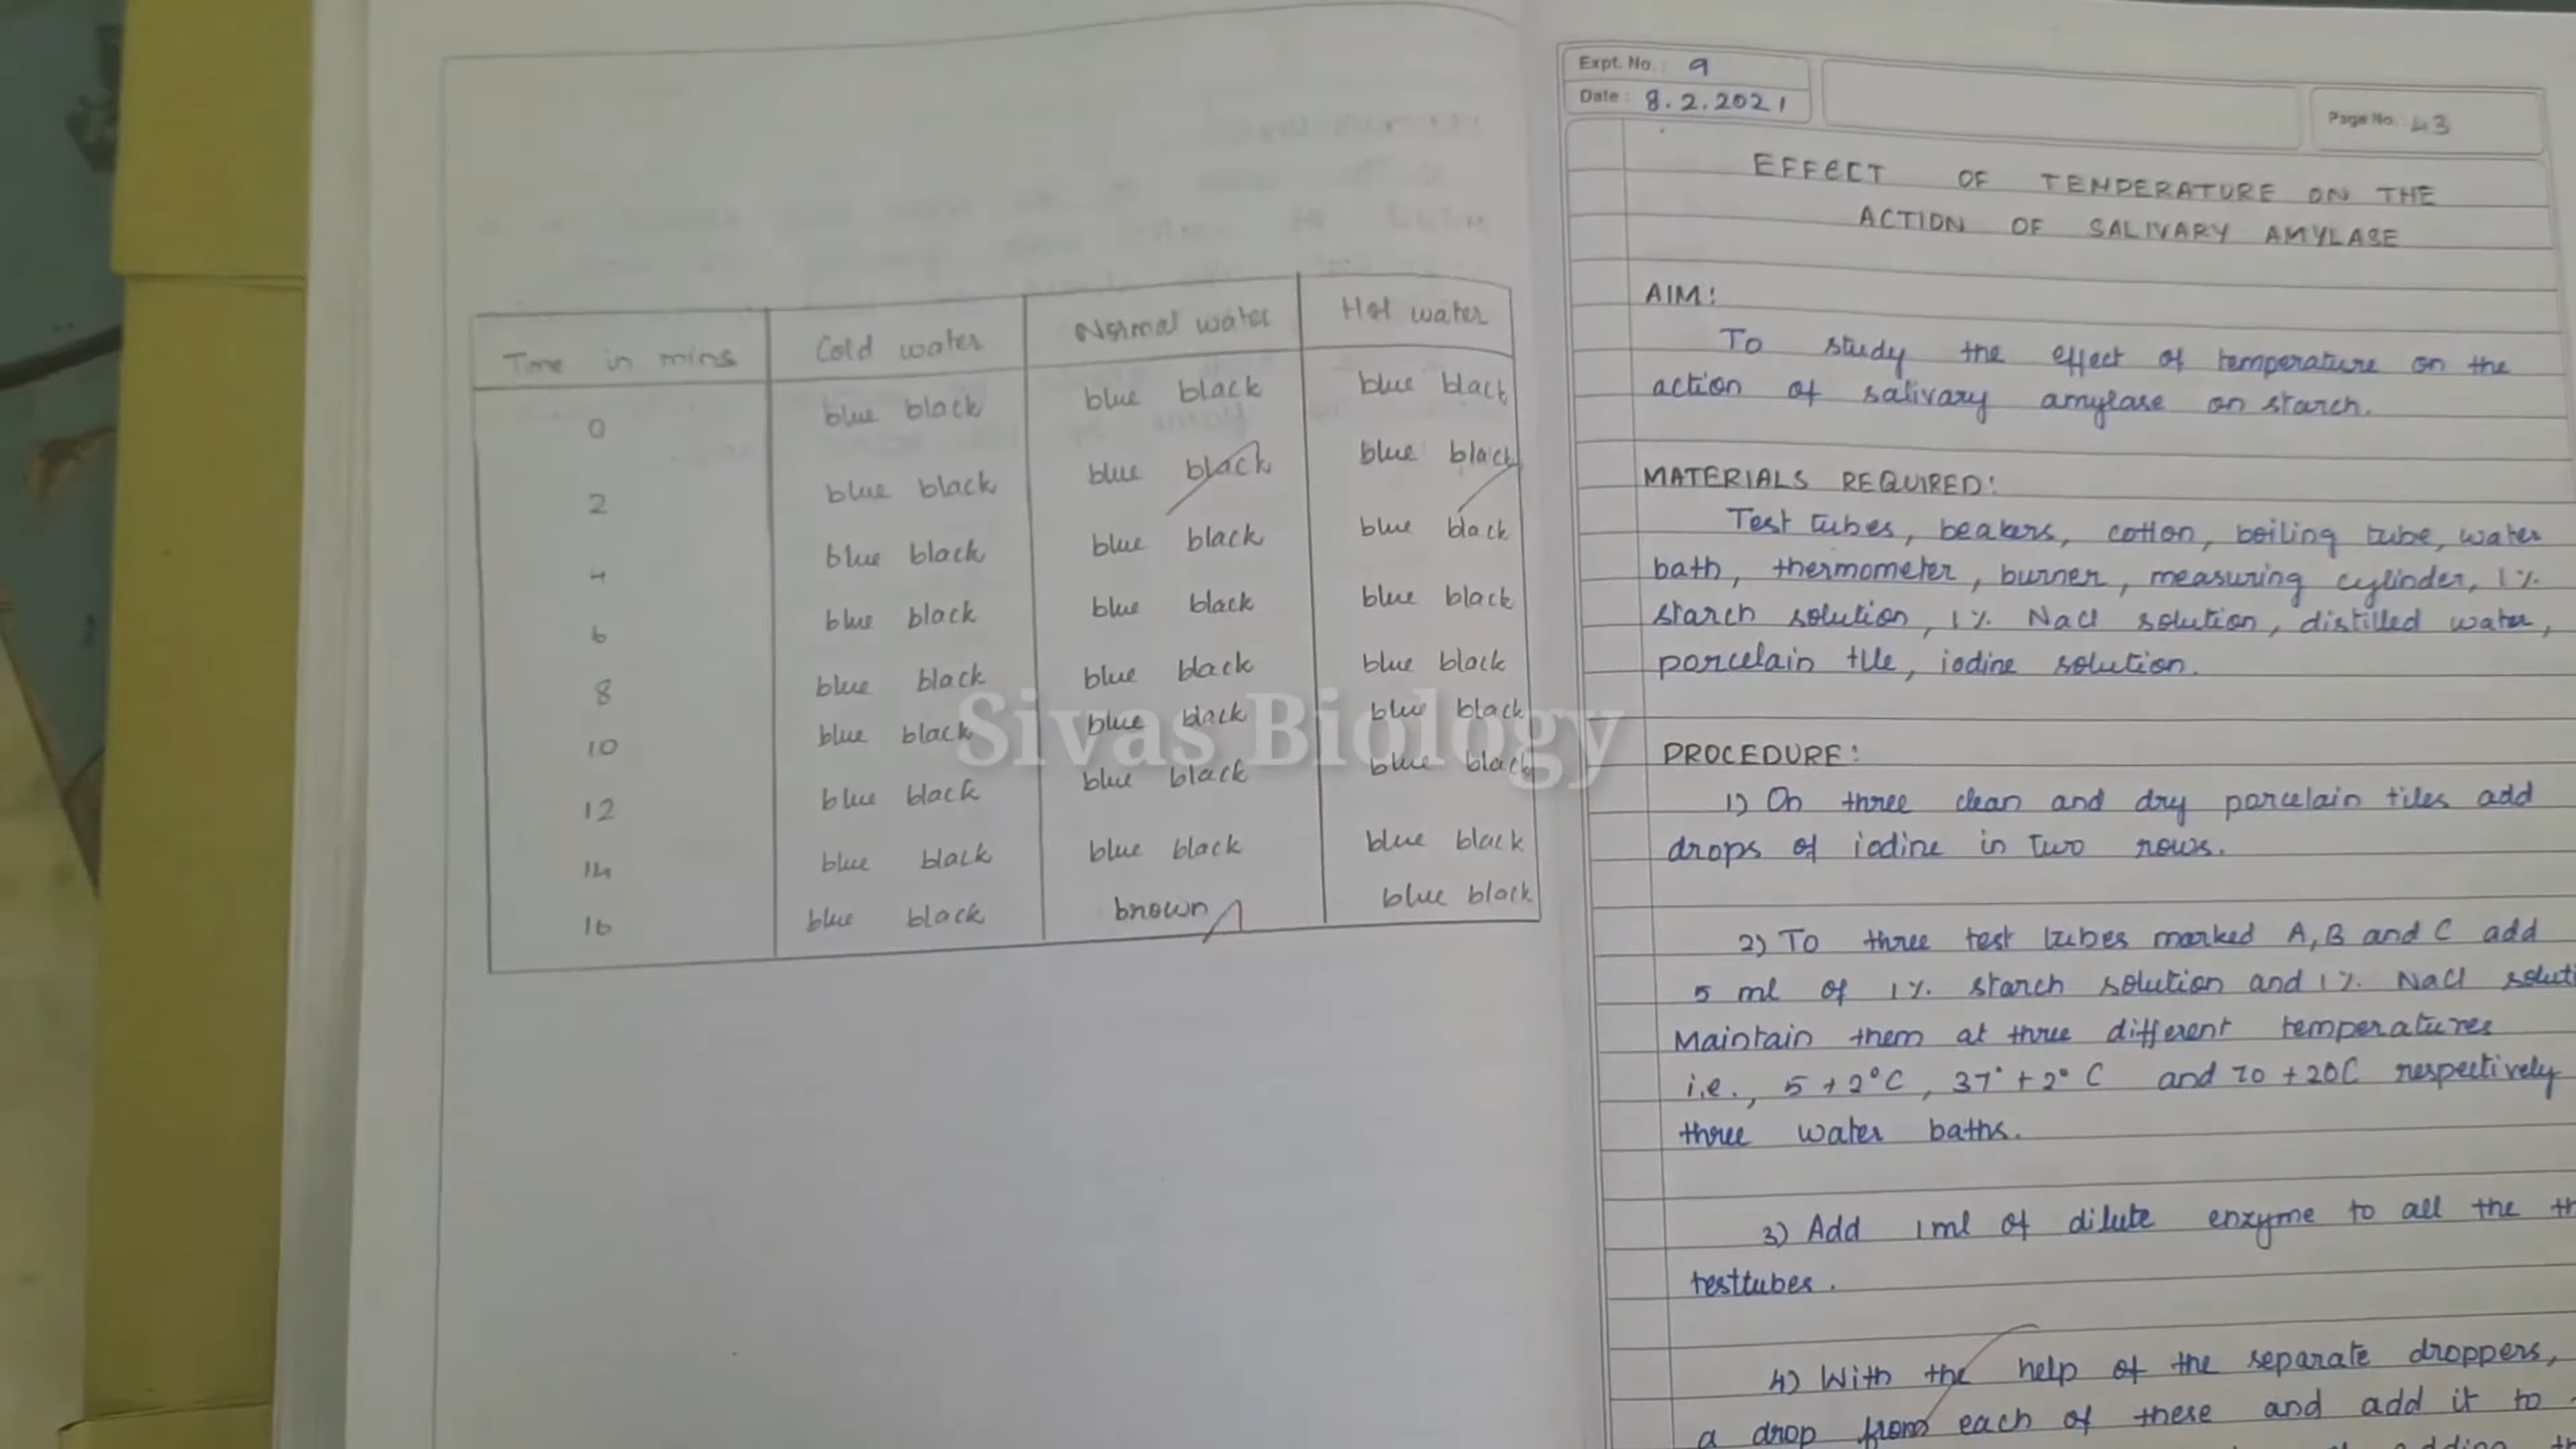 Time in mins Cold water Normal water Hot water
0 blue black blue black blue black
2 blue black blue black blue black
4 blue black blue black blue black
6 blue black blue black blue black
8 blue black blue black blue black
10 blue black blue black blue black
12 blue black blue black blue black
14 blue black blue black blue black
16 blue black brown blue black
Sivas Biology
Expt. No. : 9
Date : 8.2.2021
Page No. 43
EFFECT OF TEMPERATURE ON THE
ACTION OF SALIVARY AMYLASE
AIM:
To study the effect of temperature on the
action of salivary amylase on starch.
MATERIALS REQUIRED:
Test tubes, beakers, cotton, boiling tube, water
bath, thermometer, burner, measuring cylinder, 1%
starch solution, 1% NaCl solution, distilled water,
porcelain tile, iodine solution.
PROCEDURE:
1) On three clean and dry porcelain tiles add
drops of iodine in two rows.
2) To three test tubes marked A, B and C add
5 ml of 1% starch solution and 1% NaCl soluti
Maintain them at three different temperatures
i.e., 5 + 2°C, 37° + 2° C and 70 + 20C respectively
three water baths.
3) Add 1ml of dilute enzyme to all the th
testtubes.
4) With the help of the separate droppers,
a drop from each of these and add it to